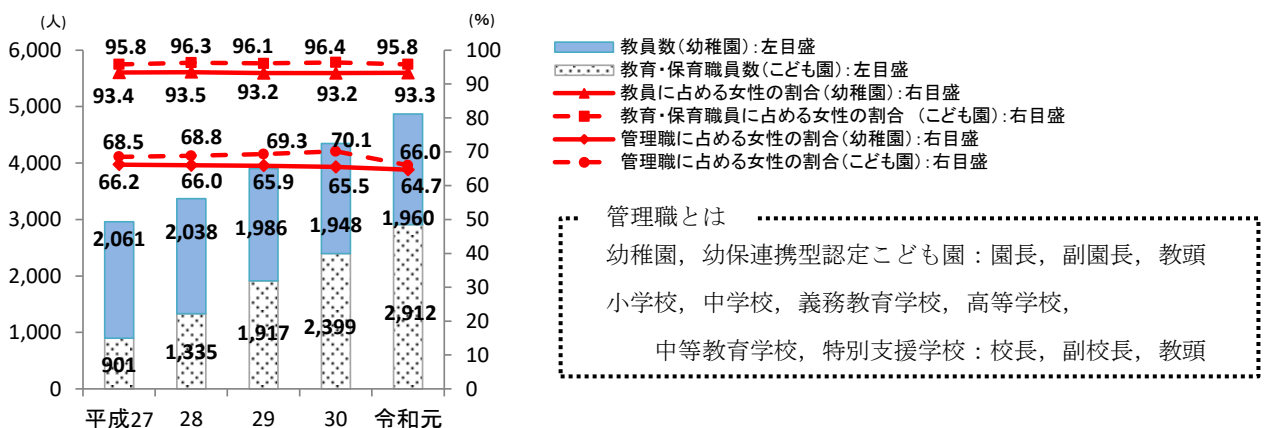 (人)
(%)
6,000
5,000
4,000
3,000
2,000
1,000
0
100
90
80
70
60
50
40
30
20
10
0
95.8 96.3 96.1 96.4 95.8
93.4 93.5 93.2 93.2 93.3
68.5 68.8 69.3 70.1 66.0
66.2 66.0 65.9 65.5 64.7
2,061 2,038 1,986 1,948 1,960
901 1,335 1,917 2,399 2,912
平成27 28 29 30 令和元
教員数(幼稚園):左目盛
教育・保育職員数(こども園):左目盛
教員に占める女性の割合(幼稚園):右目盛
教育・保育職員に占める女性の割合 (こども園):右目盛
管理職に占める女性の割合(幼稚園):右目盛
管理職に占める女性の割合(こども園):右目盛
管理職とは
幼稚園，幼保連携型認定こども園：園長，副園長，教頭
小学校，中学校，義務教育学校，高等学校，
中等教育学校，特別支援学校：校長，副校長，教頭